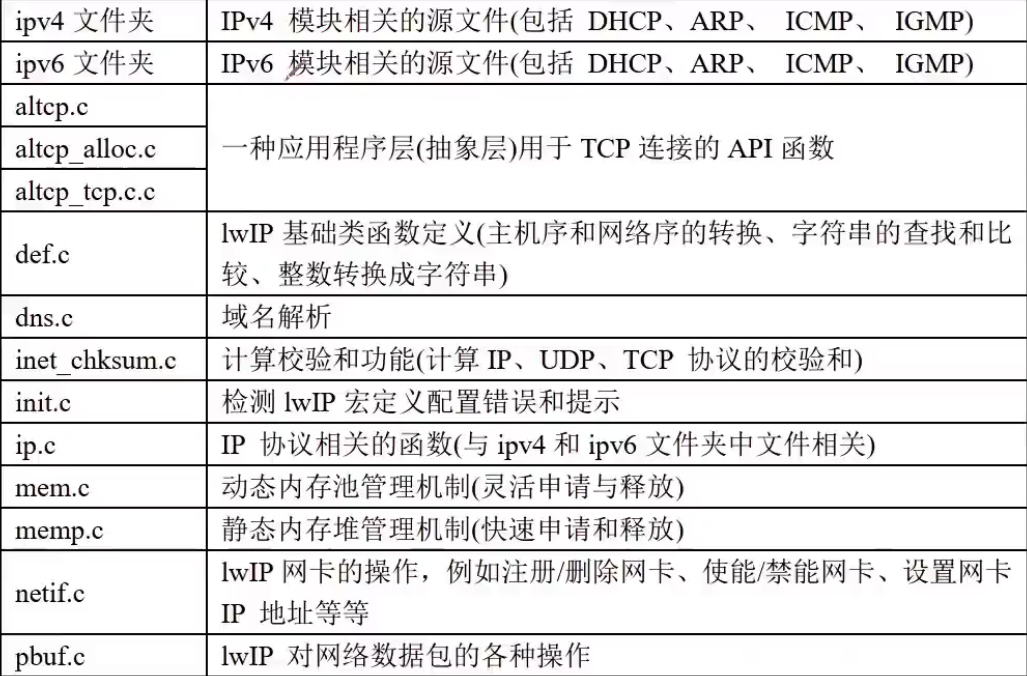 ipv4 文件夹 IPv4 模块相关的源文件(包括 DHCP、ARP、 ICMP、 IGMP)
ipv6 文件夹 IPv6 模块相关的源文件(包括 DHCP、ARP、 ICMP、 IGMP)
altcp.c
altcp_alloc.c 一种应用程序层(抽象层)用于 TCP 连接的 API 函数
altcp_tcp.c.c
def.c lwIP 基础类函数定义(主机序和网络序的转换、字符串的查找和比
较、整数转换成字符串)
dns.c 域名解析
inet_chksum.c 计算校验和功能(计算 IP、UDP、TCP 协议的校验和)
init.c 检测 lwIP 宏定义配置错误和提示
ip.c IP 协议相关的函数(与 ipv4 和 ipv6 文件夹中文件相关)
mem.c 动态内存池管理机制(灵活申请与释放)
memp.c 静态内存堆管理机制(快速申请和释放)
netif.c lwIP 网卡的操作，例如注册/删除网卡、使能/禁能网卡、设置网卡
IP 地址等等
pbuf.c lwIP 对网络数据包的各种操作